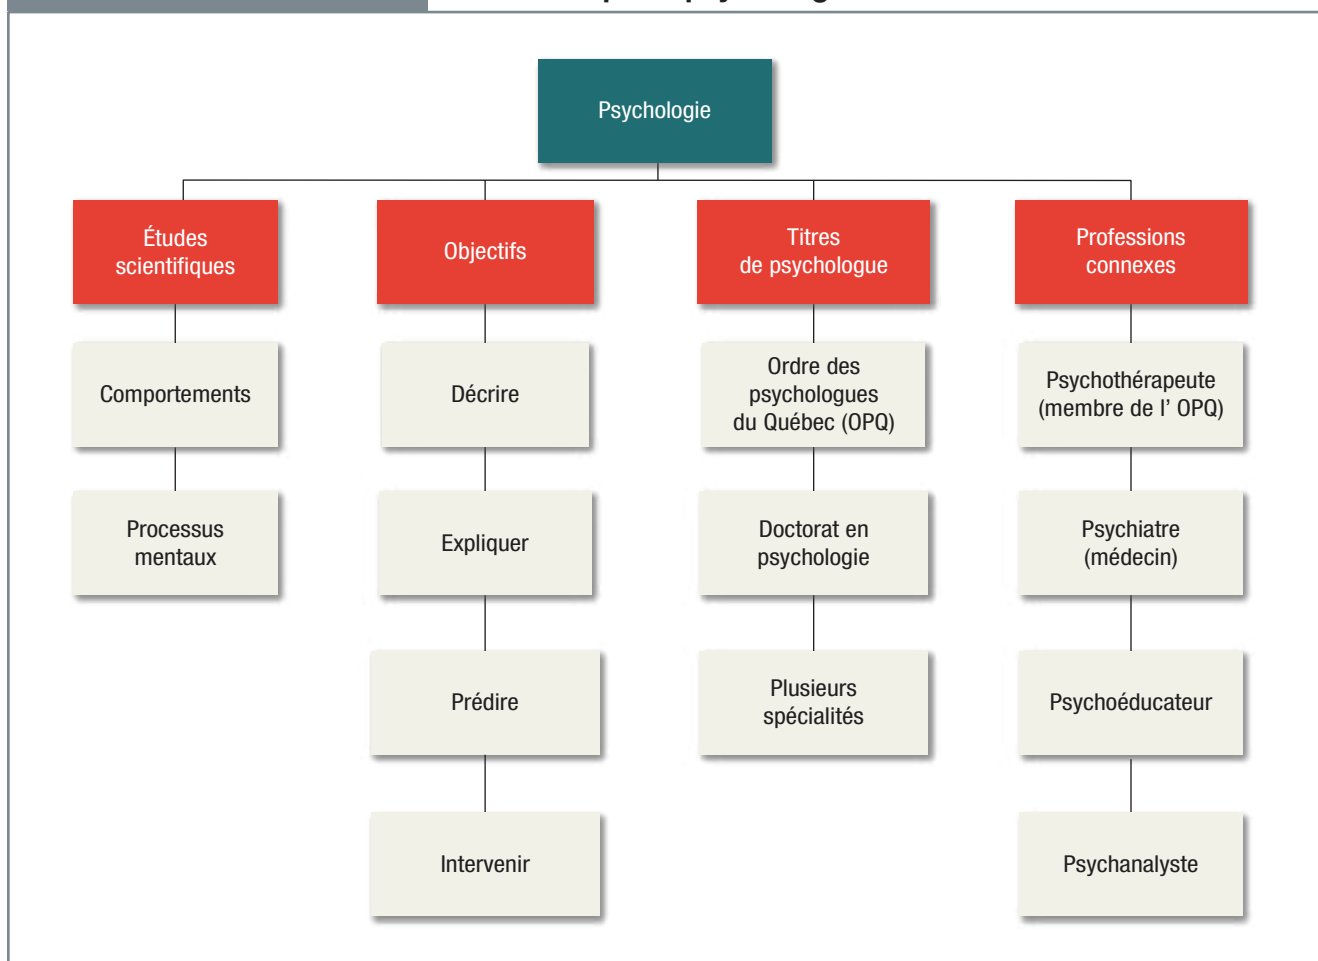 Psychologie
Études
scientifiques
Objectifs
Titres
de psychologue
Professions
connexes
Comportements
Processus
mentaux
Décrire
Expliquer
Prédire
Intervenir
Ordre des
psychologues
du Québec (OPQ)
Doctorat en
psychologie
Plusieurs
spécialités
Psychothérapeute
(membre de l' OPQ)
Psychiatre
(médecin)
Psychoéducateur
Psychanalyste